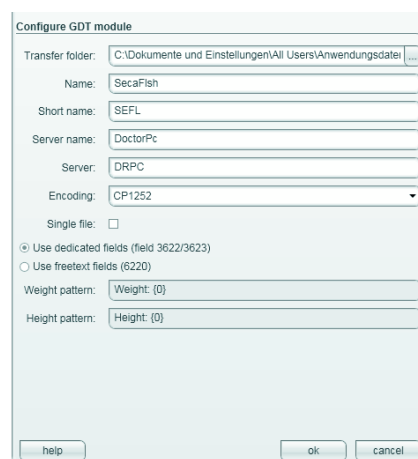 Configure GDT module
Transfer folder: C:\Dokumente und Einstellungen\All Users\Anwendungsdatei ...
Name: SecaFlsh
Short name: SEFL
Server name: DoctorPc
Server: DRPC
Encoding: CP1252
Single file:
Use dedicated fields (field 3622/3623)
Use freetext fields (6220)
Weight pattern: Weight: {0}
Height pattern: Height: {0}
help ok cancel